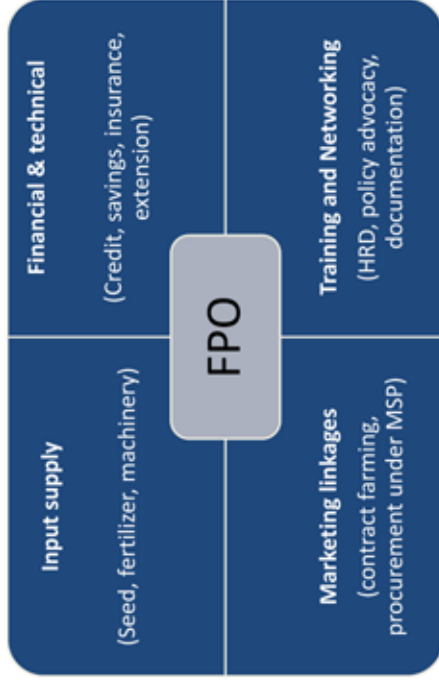 Input supply
(Seed, fertilizer, machinery)
Financial & technical
(Credit, savings, insurance,
extension)
FPO
Marketing linkages
(contract farming,
procurement under MSP)
Training and Networking
(HRD, policy advocacy,
documentation)